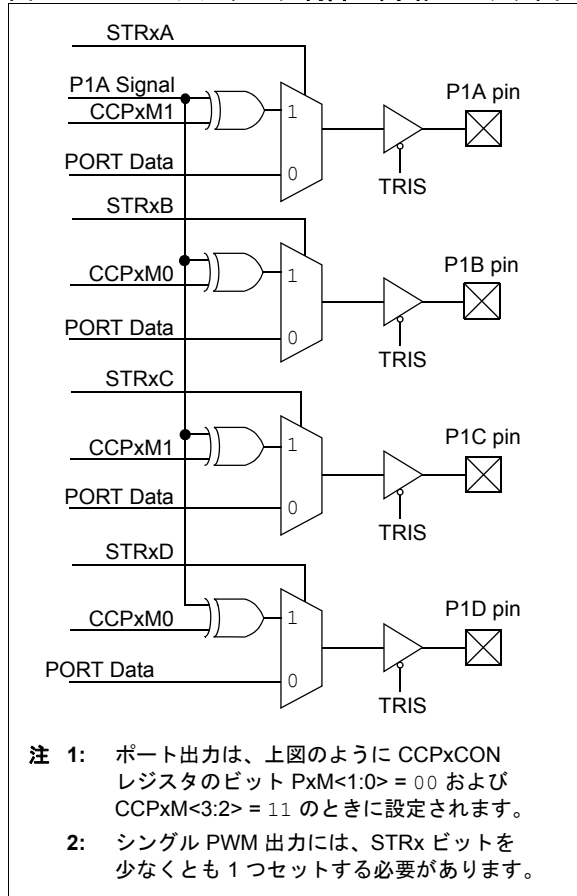 STRxA
P1A Signal
CCPxM1
1
P1A pin
PORT Data
0
TRIS
STRxB
CCPxM0
1
P1B pin
PORT Data
0
TRIS
STRxC
CCPxM1
1
P1C pin
PORT Data
0
TRIS
STRxD
CCPxM0
1
P1D pin
PORT Data
0
TRIS
注 1: ポート出力は、上図のように CCPxCON
レジスタのビット PxM<1:0> = 00 および
CCPxM<3:2> = 11 のときに設定されます。
2: シングル PWM 出力には、STRx ビットを
少なくとも 1 つセットする必要があります。